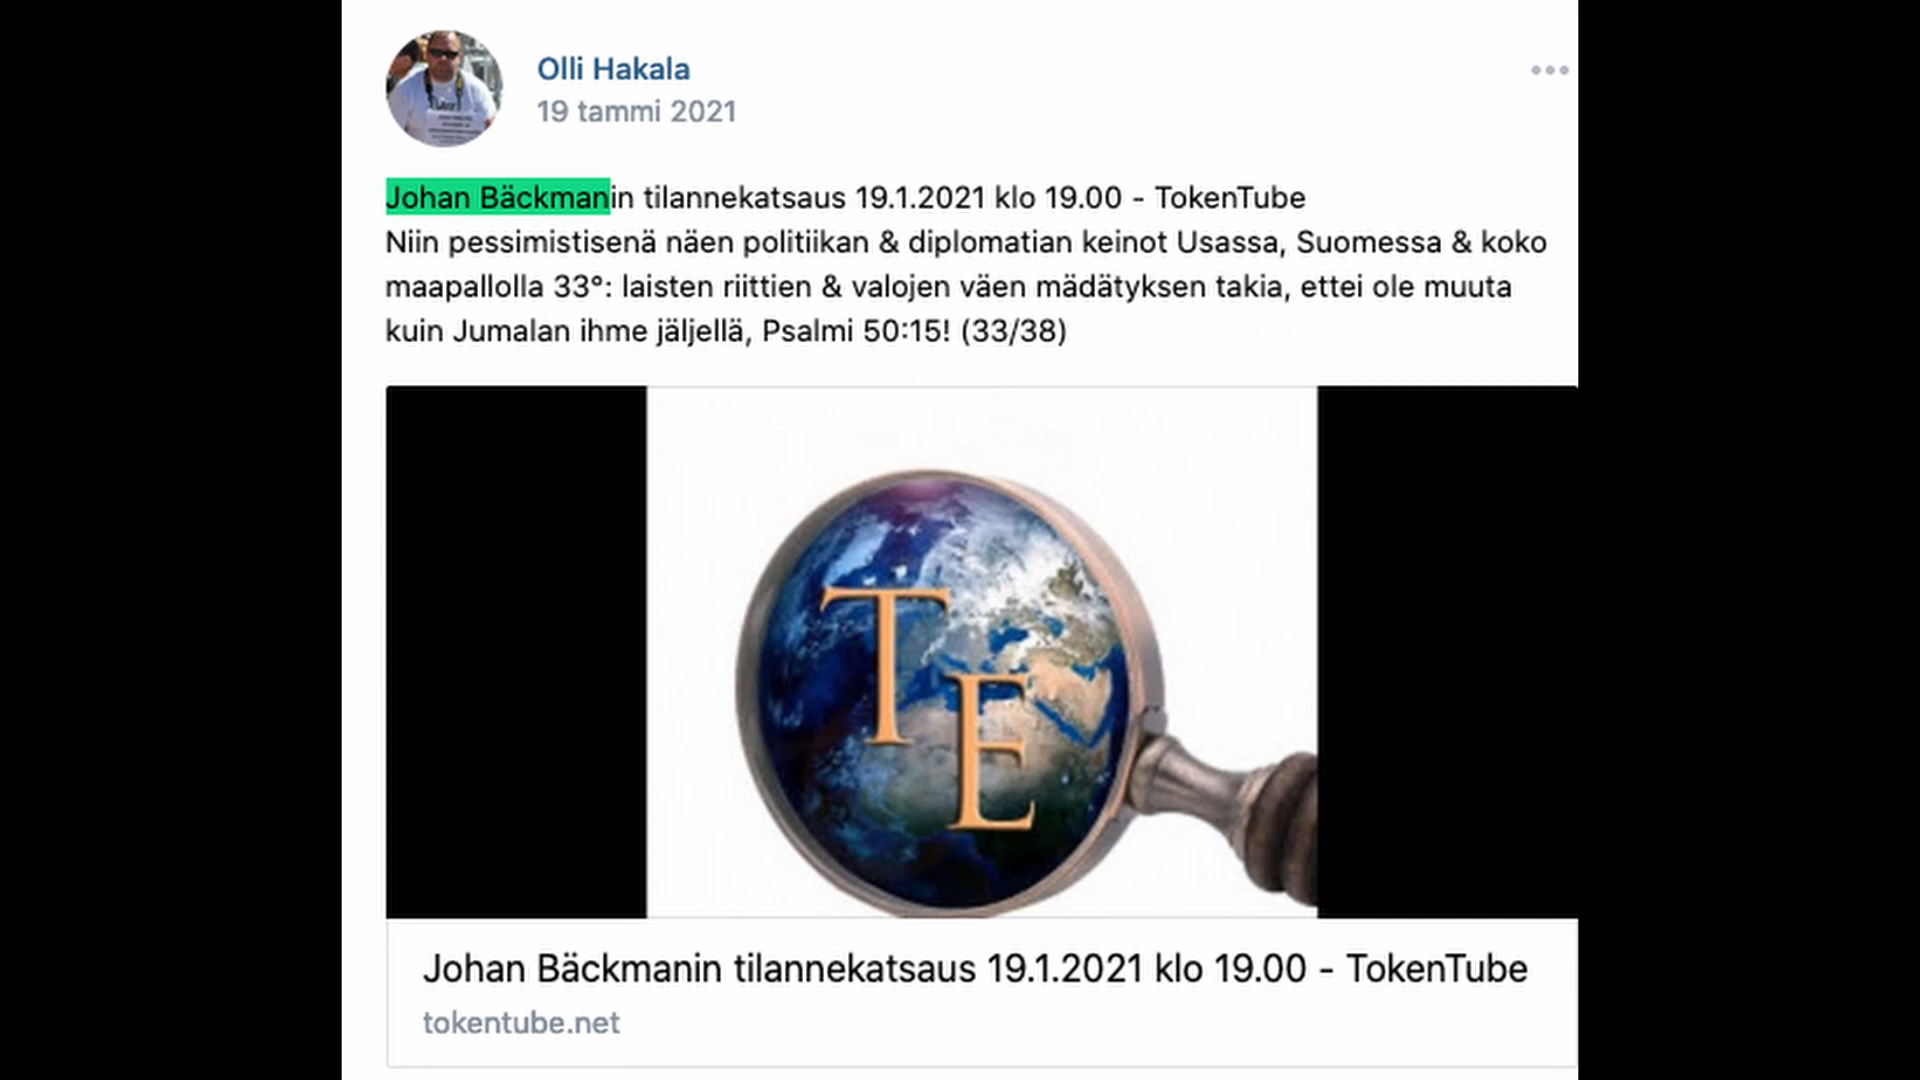 Olli Hakala
19 tammi 2021
Johan Bäckmanin tilannekatsaus 19.1.2021 klo 19.00 - TokenTube
Niin pessimistisenä näen politiikan & diplomatian keinot Usassa, Suomessa & koko
maapallolla 33°: laisten riittien & valojen väen mädätyksen takia, ettei ole muuta
kuin Jumalan ihme jäljellä, Psalmi 50:15! (33/38)
T
E
Johan Bäckmanin tilannekatsaus 19.1.2021 klo 19.00 - TokenTube
tokentube.net